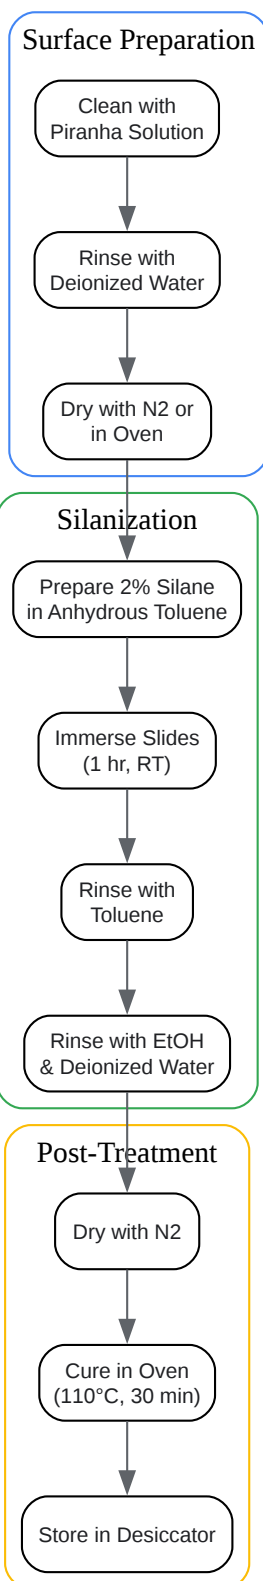 Surface Preparation
Clean with
Piranha Solution
Rinse with
Deionized Water
Dry with N2 or
in Oven
Silanization
Prepare 2% Silane
in Anhydrous Toluene
Immerse Slides
(1 hr, RT)
Rinse with
Toluene
Rinse with EtOH
& Deionized Water
Post-Treatment
Dry with N2
Cure in Oven
(110°C, 30 min)
Store in Desiccator